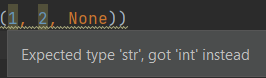 (1, 2, None))
Expected type 'str', got 'int' instead